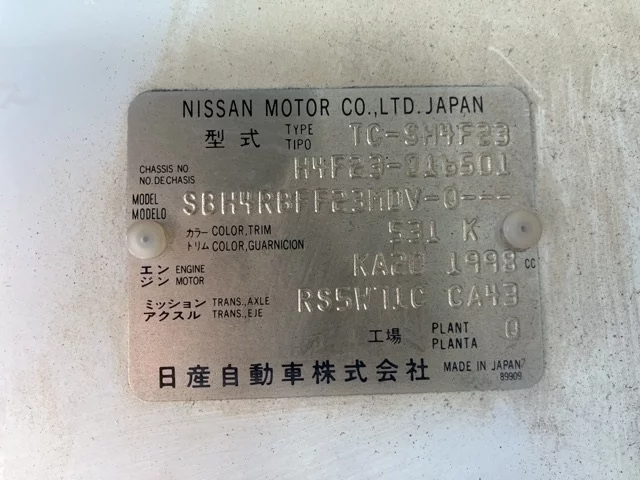 NISSAN MOTOR CO.,LTD. JAPAN
型式 TYPE TIPO TC-SH4F23
CHASSIS NO. NO. DE CHASIS H4F23-016501
MODEL MODELO SGH4RBFF23MDV-0---
カラー COLOR,TRIM トリム COLOR,GUARNICION 531 K
エンジン ENGINE MOTOR KA20 1998 cc
ミッション TRANS.,AXLE アクスル TRANS.,EJE RS5W71C CA43
工場 PLANT PLANTA 0
日産自動車株式会社 MADE IN JAPAN
89909